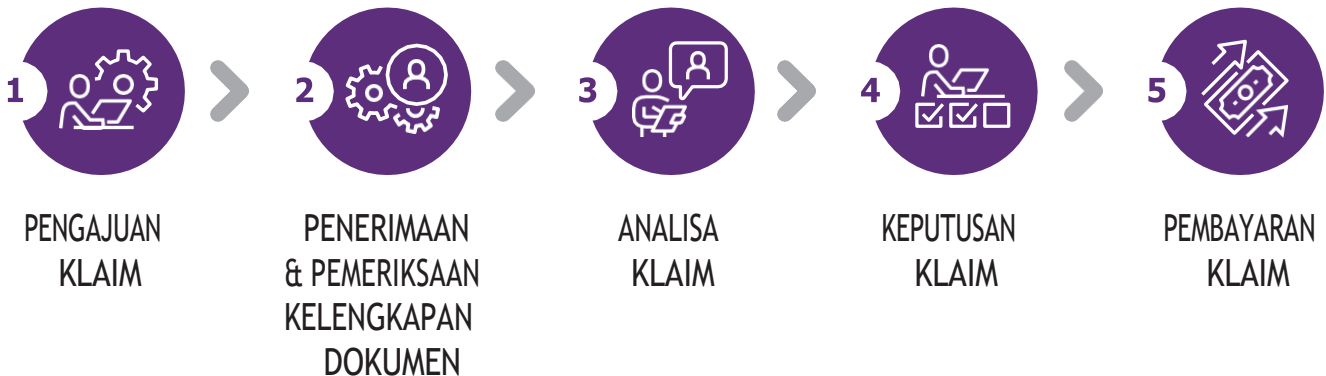 1
PENGAJUAN
KLAIM
2
PENERIMAAN
& PEMERIKSAAN
KELENGKAPAN
DOKUMEN
3
ANALISA
KLAIM
4
KEPUTUSAN
KLAIM
5
PEMBAYARAN
KLAIM